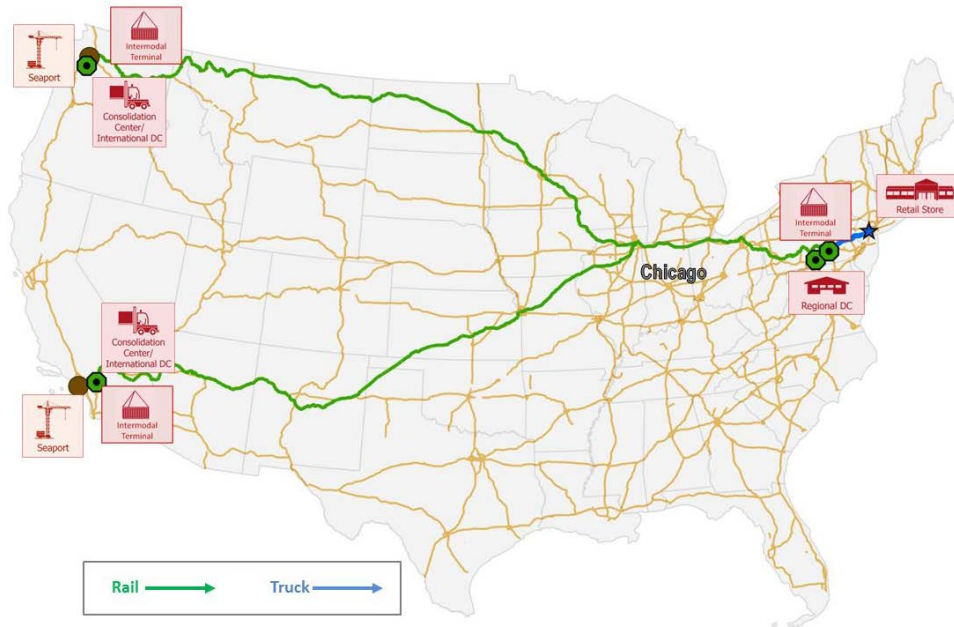 Seaport
Intermodal
Terminal
Consolidation
Center/
International DC
Intermodal
Terminal
Retail Store
Chicago
Regional DC
Consolidation
Center/
International DC
Seaport
Intermodal
Terminal
Rail
Truck